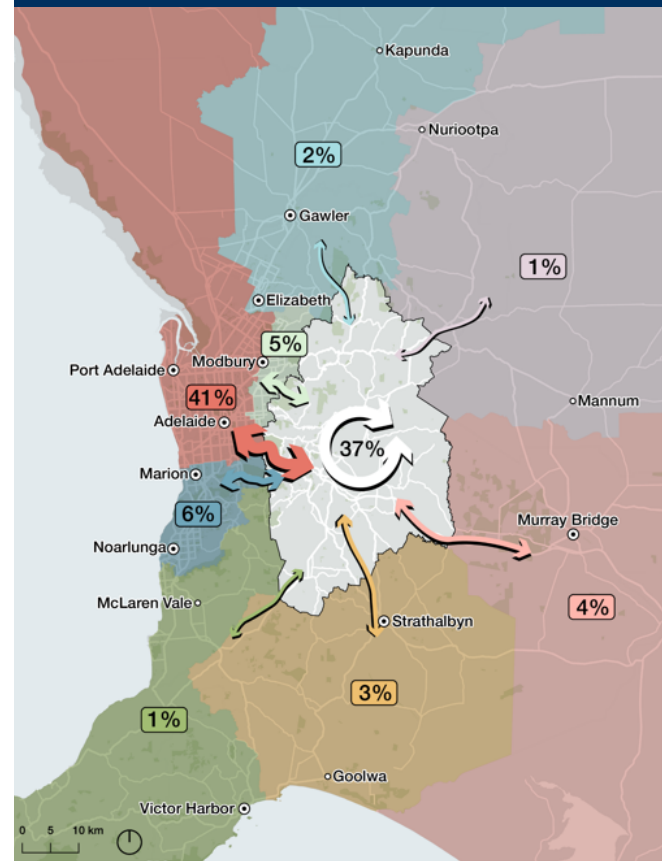 Kapunda
Nuriootpa
2%
Gawler
1%
Elizabeth
5%
Modbury
Port Adelaide
41%
Mannum
Adelaide
37%
Marion
6%
Murray Bridge
Noarlunga
McLaren Vale
4%
Strathalbyn
3%
1%
Goolwa
Victor Harbor
0 5 10 km